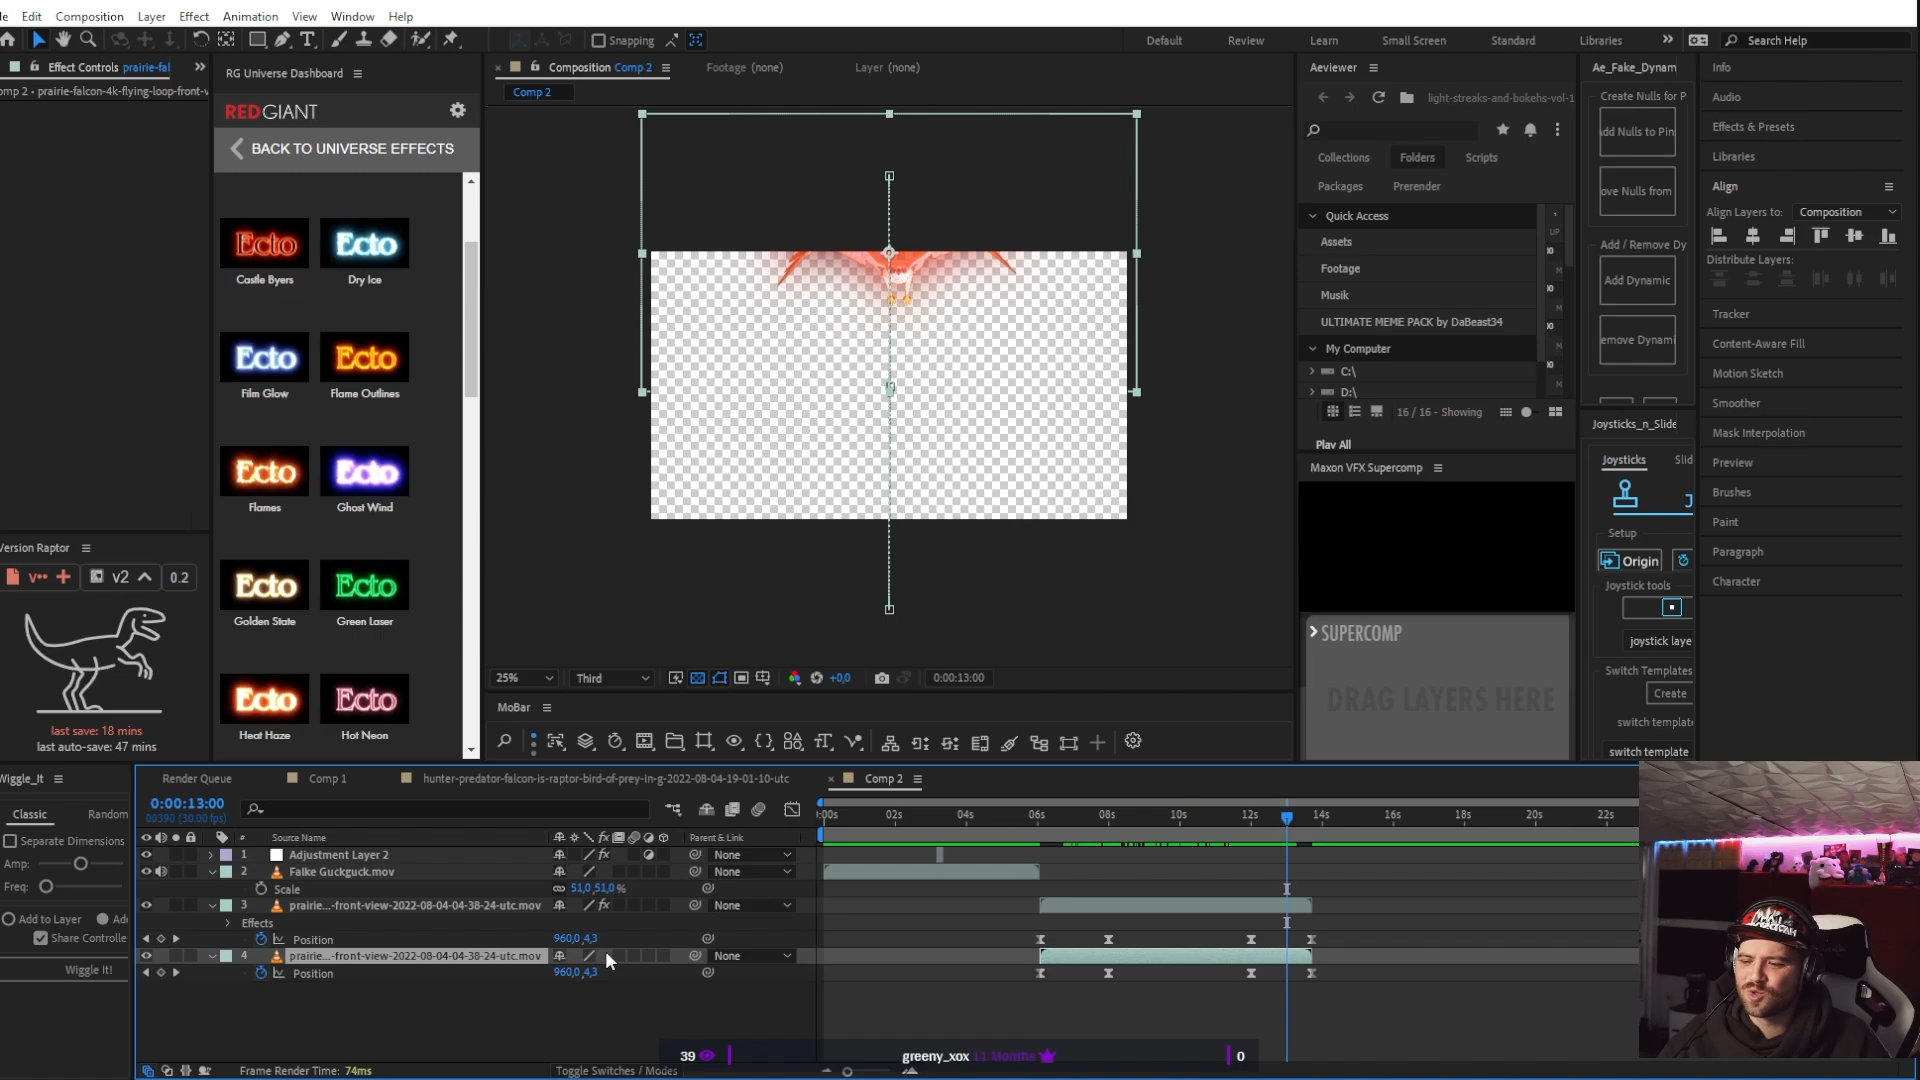 Edit Composition Layer Effect Animation View Window Help
Snapping
Default Review Learn Small Screen Standard Libraries
Search Help
Effect Controls prairie-fal
omp 2 • prairie-falcon-4k-flying-loop-front-v
RG Universe Dashboard
REDGIANT
BACK TO UNIVERSE EFFECTS
Ecto Ecto
Castle Byers Dry Ice
Ecto Ecto
Film Glow Flame Outlines
Ecto Ecto
Flames Ghost Wind
Ecto Ecto
Golden State Green Laser
Ecto Ecto
Heat Haze Hot Neon
Version Raptor
v2 0.2
last save: 18 mins
last auto-save: 47 mins
Composition Comp 2
Footage (none)
Layer (none)
Comp 2
25% Third +0,0 0:00:13:00
MoBar
Aeviewer
light-streaks-and-bokehs-vol-1
Collections Folders Scripts
Packages Prerender
Quick Access
Assets
Footage
Musik
ULTIMATE MEME PACK by DaBeast34
My Computer
C:\
D:\
16 / 16 - Showing
Play All
Maxon VFX Supercomp
SUPERCOMP
DRAG LAYERS HERE
Ae_Fake_Dynam
Create Nulls for P
dd Nulls to Pin
ove Nulls from
Add / Remove Dy
Add Dynamic
emove Dynami
Joysticks_n_Slide
Joysticks Slid
Setup
Origin
Joystick tools
joystick laye
Switch Templates
Create
switch templat
switch template
Info
Audio
Effects & Presets
Libraries
Align
Align Layers to: Composition
Distribute Layers:
Tracker
Content-Aware Fill
Motion Sketch
Smoother
Mask Interpolation
Preview
Brushes
Paint
Paragraph
Character
Wiggle_It
Classic Random
Separate Dimensions
Amp:
Freq:
Add to Layer Ad
Share Controlle
Wiggle It!
Render Queue Comp 1 hunter-predator-falcon-is-raptor-bird-of-prey-in-g-2022-08-04-19-01-10-utc Comp 2
0:00:13:00
00390 (30.00 fps)
:00s 02s 04s 06s 08s 10s 12s 14s 16s 18s 20s 22s
# Source Name fx Parent & Link
1 Adjustment Layer 2 fx None
2 Falke Guckguck.mov None
Scale 51,0,51,0 %
3 prairie...-front-view-2022-08-04-04-38-24-utc.mov fx None
Effects
Position 960,0,4,3
4 prairie...-front-view-2022-08-04-04-38-24-utc.mov None
Position 960,0,4,3
39 greeny_xox 11 Months 0
Frame Render Time: 74ms
Toggle Switches / Modes